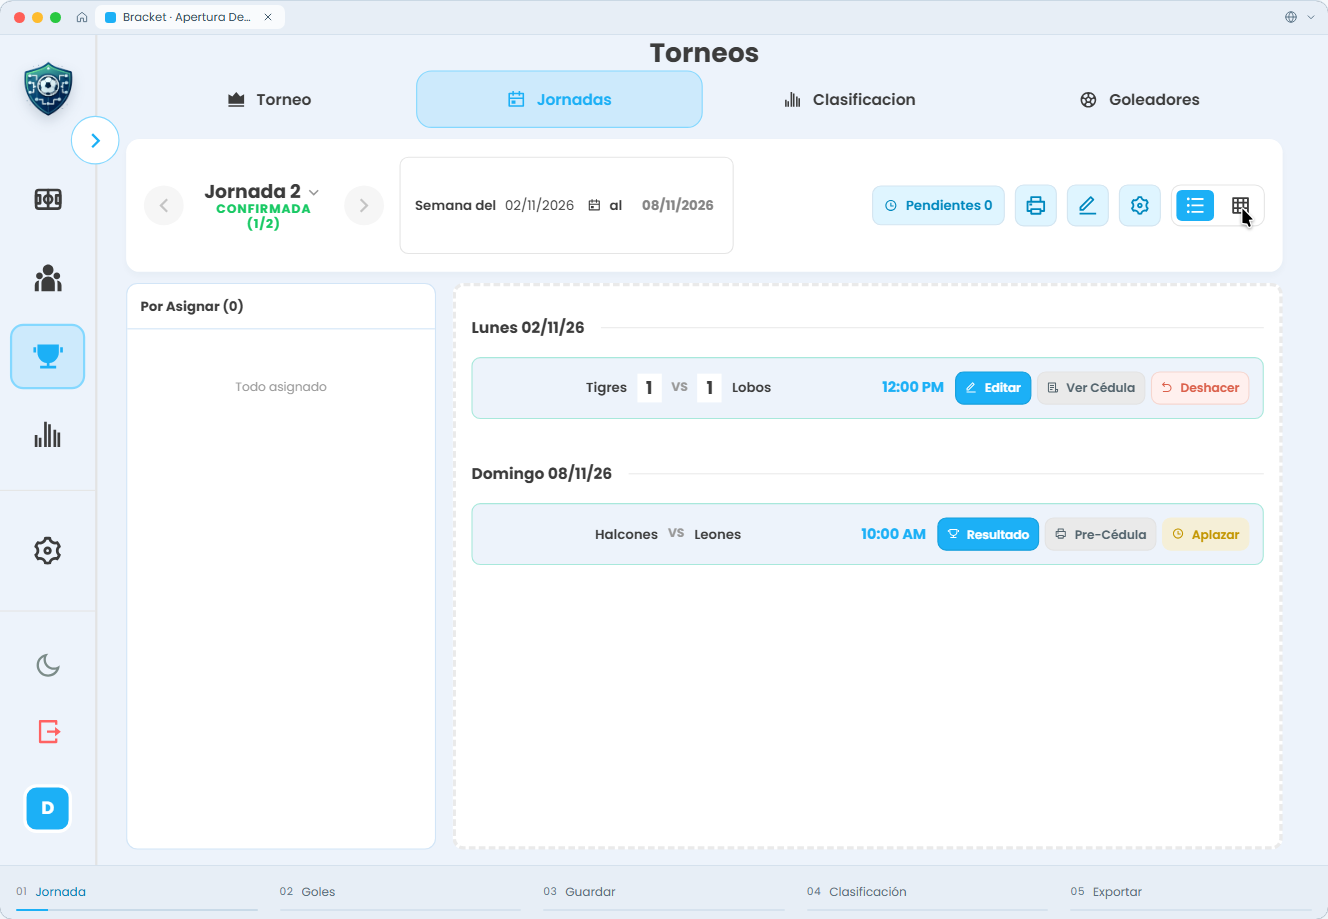 Bracket · Apertura De...
Torneos
Torneo
Jornadas
Clasificacion
Goleadores
Jornada 2
CONFIRMADA
(1/2)
Semana del 02/11/2026 al 08/11/2026
Pendientes 0
Por Asignar (0)
Todo asignado
Lunes 02/11/26
Tigres 1 VS 1 Lobos 12:00 PM Editar Ver Cédula Deshacer
Domingo 08/11/26
Halcones VS Leones 10:00 AM Resultado Pre-Cédula Aplazar
D
01 Jornada
02 Goles
03 Guardar
04 Clasificación
05 Exportar